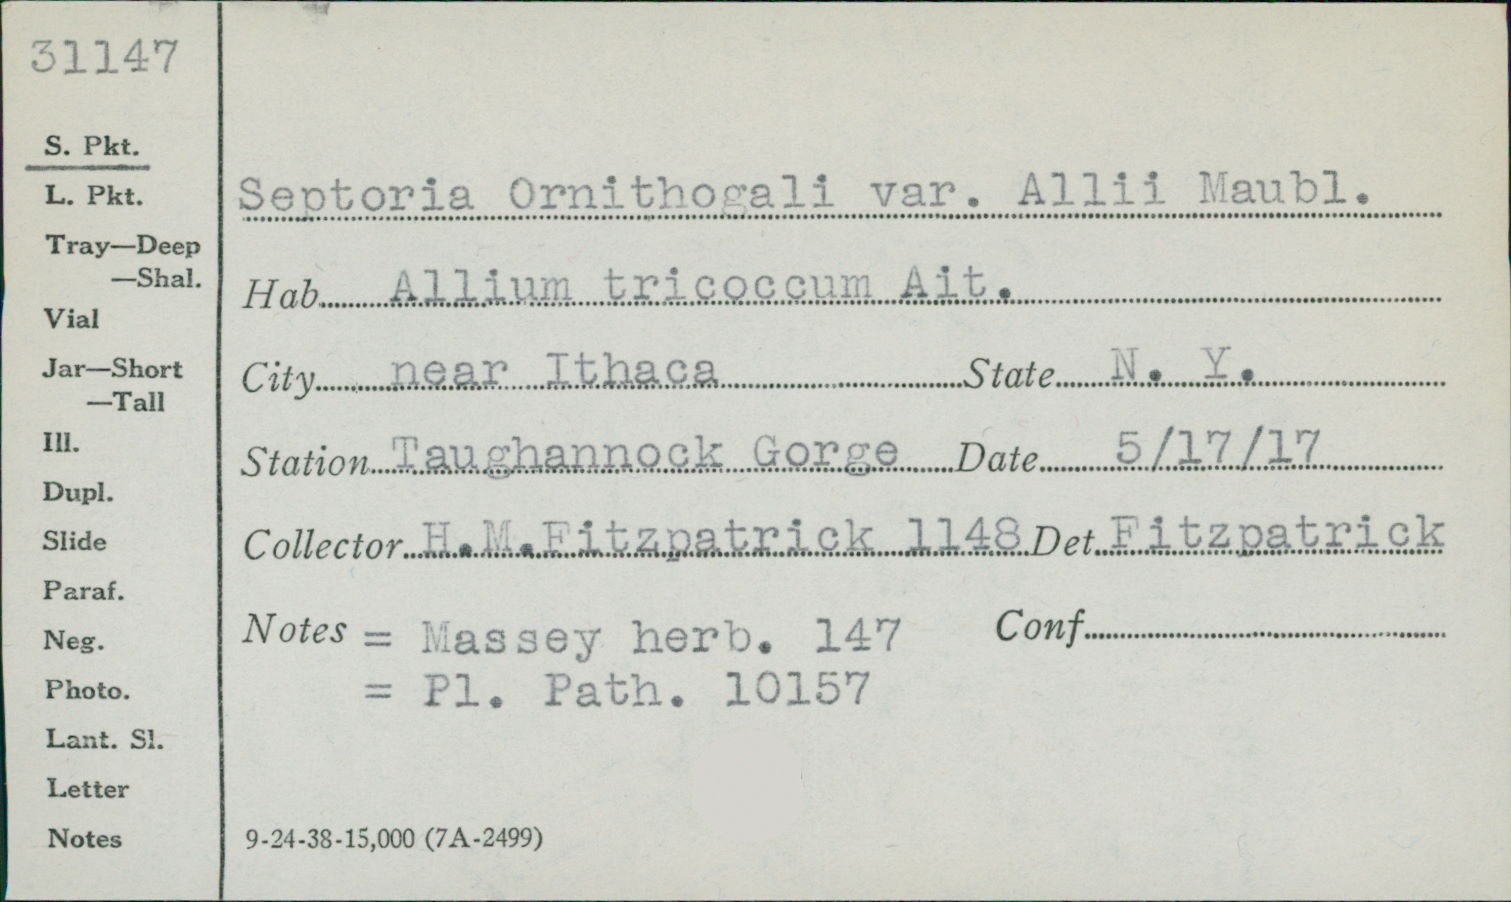 31147
S. Pkt.
L. Pkt.
Tray—Deep
—Shal.
Vial
Jar—Short
—Tall
Ill.
Dupl.
Slide
Paraf.
Neg.
Photo.
Lant. Sl.
Letter
Notes
Septoria Ornithogali var. Allii Maubl.
Hab. Allium tricoccum Ait.
City near Ithaca State N. Y.
Station Taughannock Gorge Date 5/17/17
Collector H.M.Fitzpatrick 1148 Det. Fitzpatrick
Notes = Massey herb. 147 Conf.
= Pl. Path. 10157
9-24-38-15,000 (7A-2499)